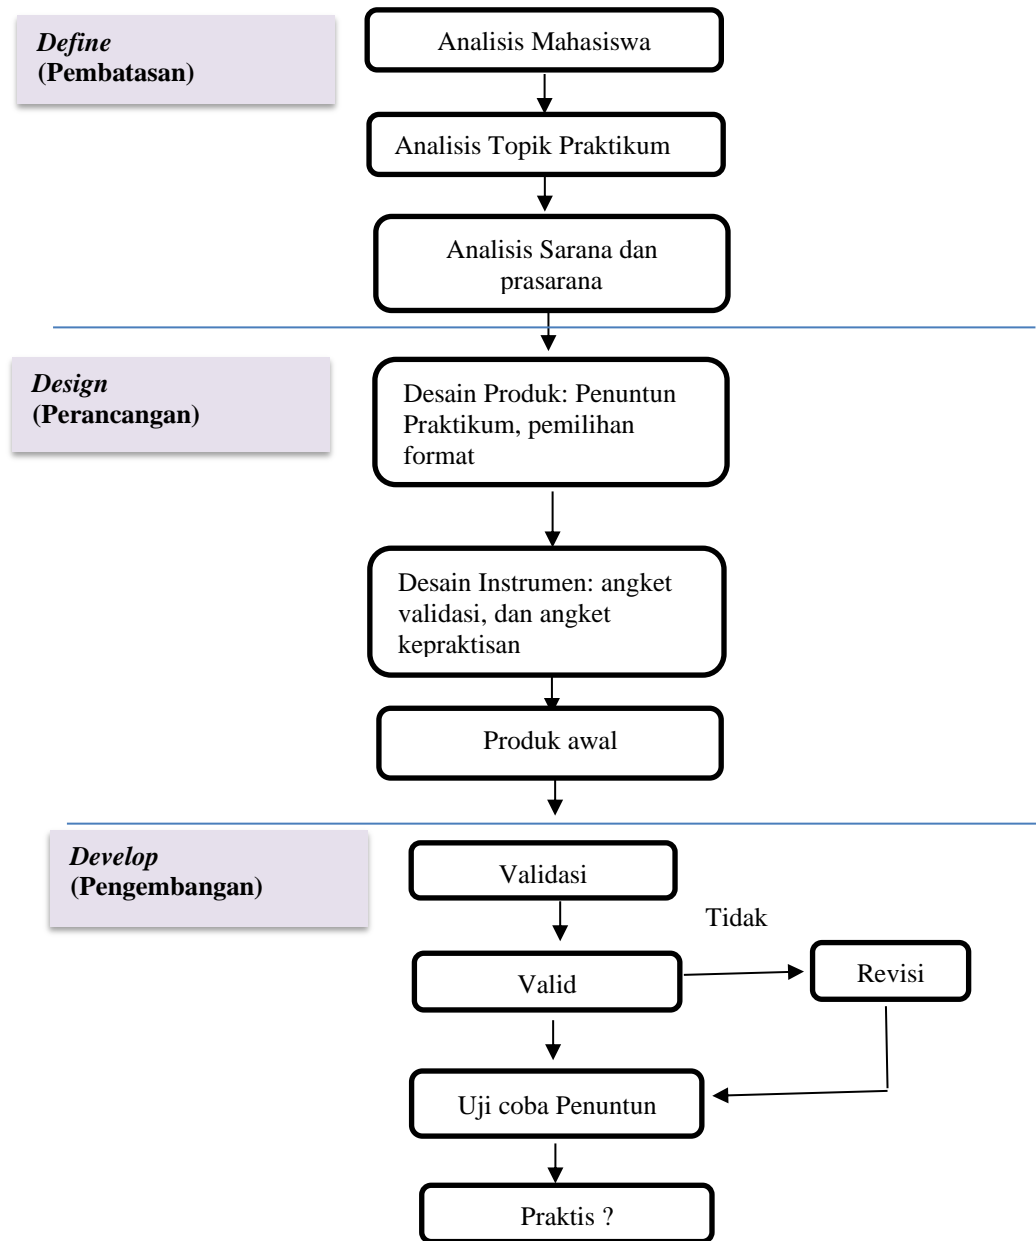 Define
(Pembatasan)
Analisis Mahasiswa
Analisis Topik Praktikum
Analisis Sarana dan
prasarana
Design
(Perancangan)
Desain Produk: Penuntun
Praktikum, pemilihan
format
Desain Instrumen: angket
validasi, dan angket
kepraktisan
Produk awal
Develop
(Pengembangan)
Validasi
Tidak
Valid
Revisi
Uji coba Penuntun
Praktis ?